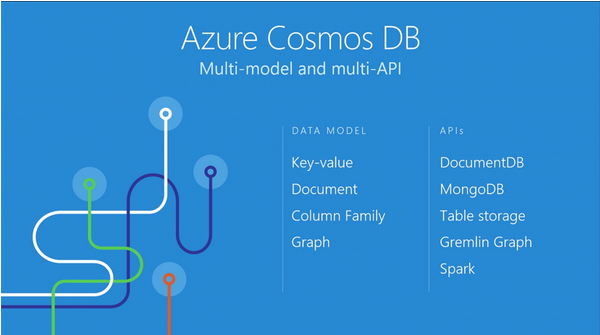 Azure Cosmos DB
Multi-model and multi-API
DATA MODEL
Key-value
Document
Column Family
Graph
APIs
DocumentDB
MongoDB
Table storage
Gremlin Graph
Spark